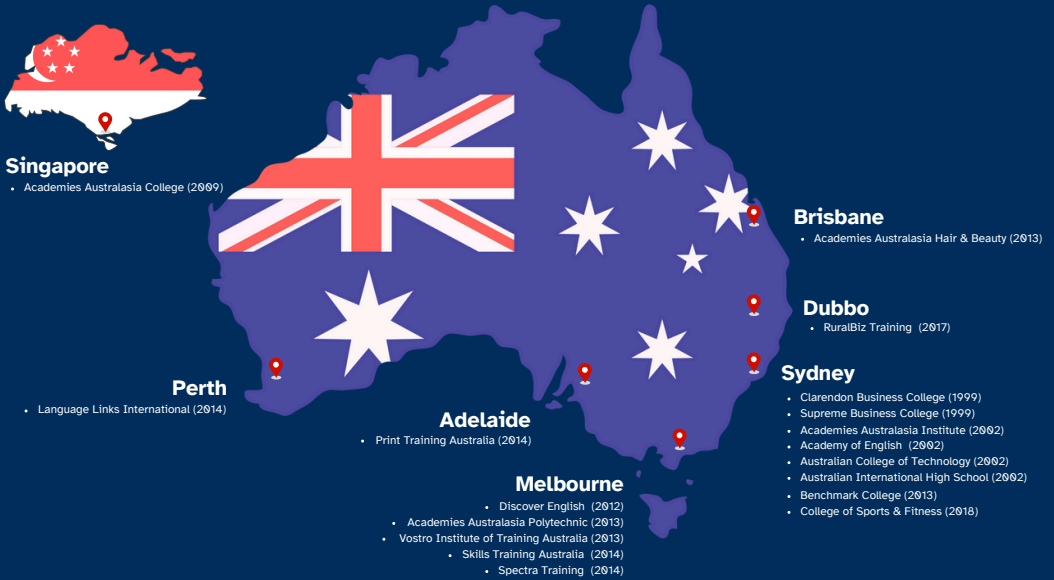 Singapore
• Academies Australasia College (2009)
Brisbane
• Academies Australasia Hair & Beauty (2013)
Dubbo
• RuralBiz Training (2017)
Sydney
• Clarendon Business College (1999)
• Supreme Business College (1999)
• Academies Australasia Institute (2002)
• Academy of English (2002)
• Australian College of Technology (2002)
• Australian International High School (2002)
• Benchmark College (2013)
• College of Sports & Fitness (2018)
Perth
• Language Links International (2014)
Adelaide
• Print Training Australia (2014)
Melbourne
• Discover English (2012)
• Academies Australasia Polytechnic (2013)
• Vostro Institute of Training Australia (2013)
• Skills Training Australia (2014)
• Spectra Training (2014)